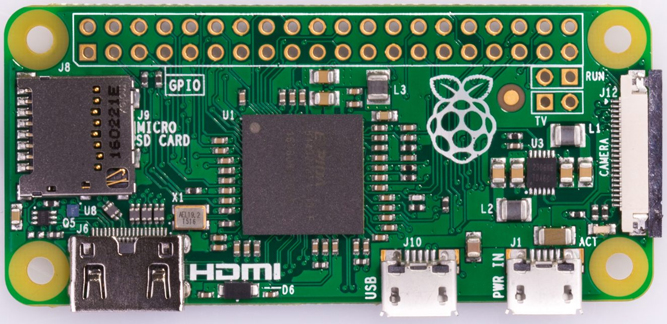 J8
GPIO
RUN
J9
MICRO
SD CARD
160221E
U1
L3
TV
J12
L1
CAMERA
U3
L2
X1
U8
Q5
J6
HDMI
D6
USB
J10
PWR IN
J1
ACT